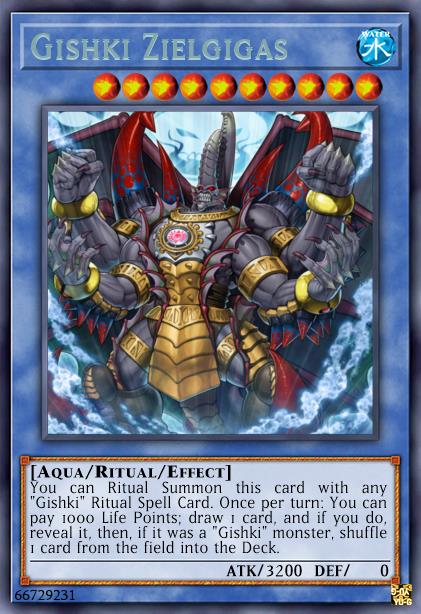 Gishki Zielgigas
WATER
水
[Aqua/Ritual/Effect]
You can Ritual Summon this card with any
"Gishki" Ritual Spell Card. Once per turn: You can
pay 1000 Life Points; draw 1 card, and if you do,
reveal it, then, if it was a "Gishki" monster, shuffle
1 card from the field into the Deck.
ATK/3200 DEF/ 0
66729231